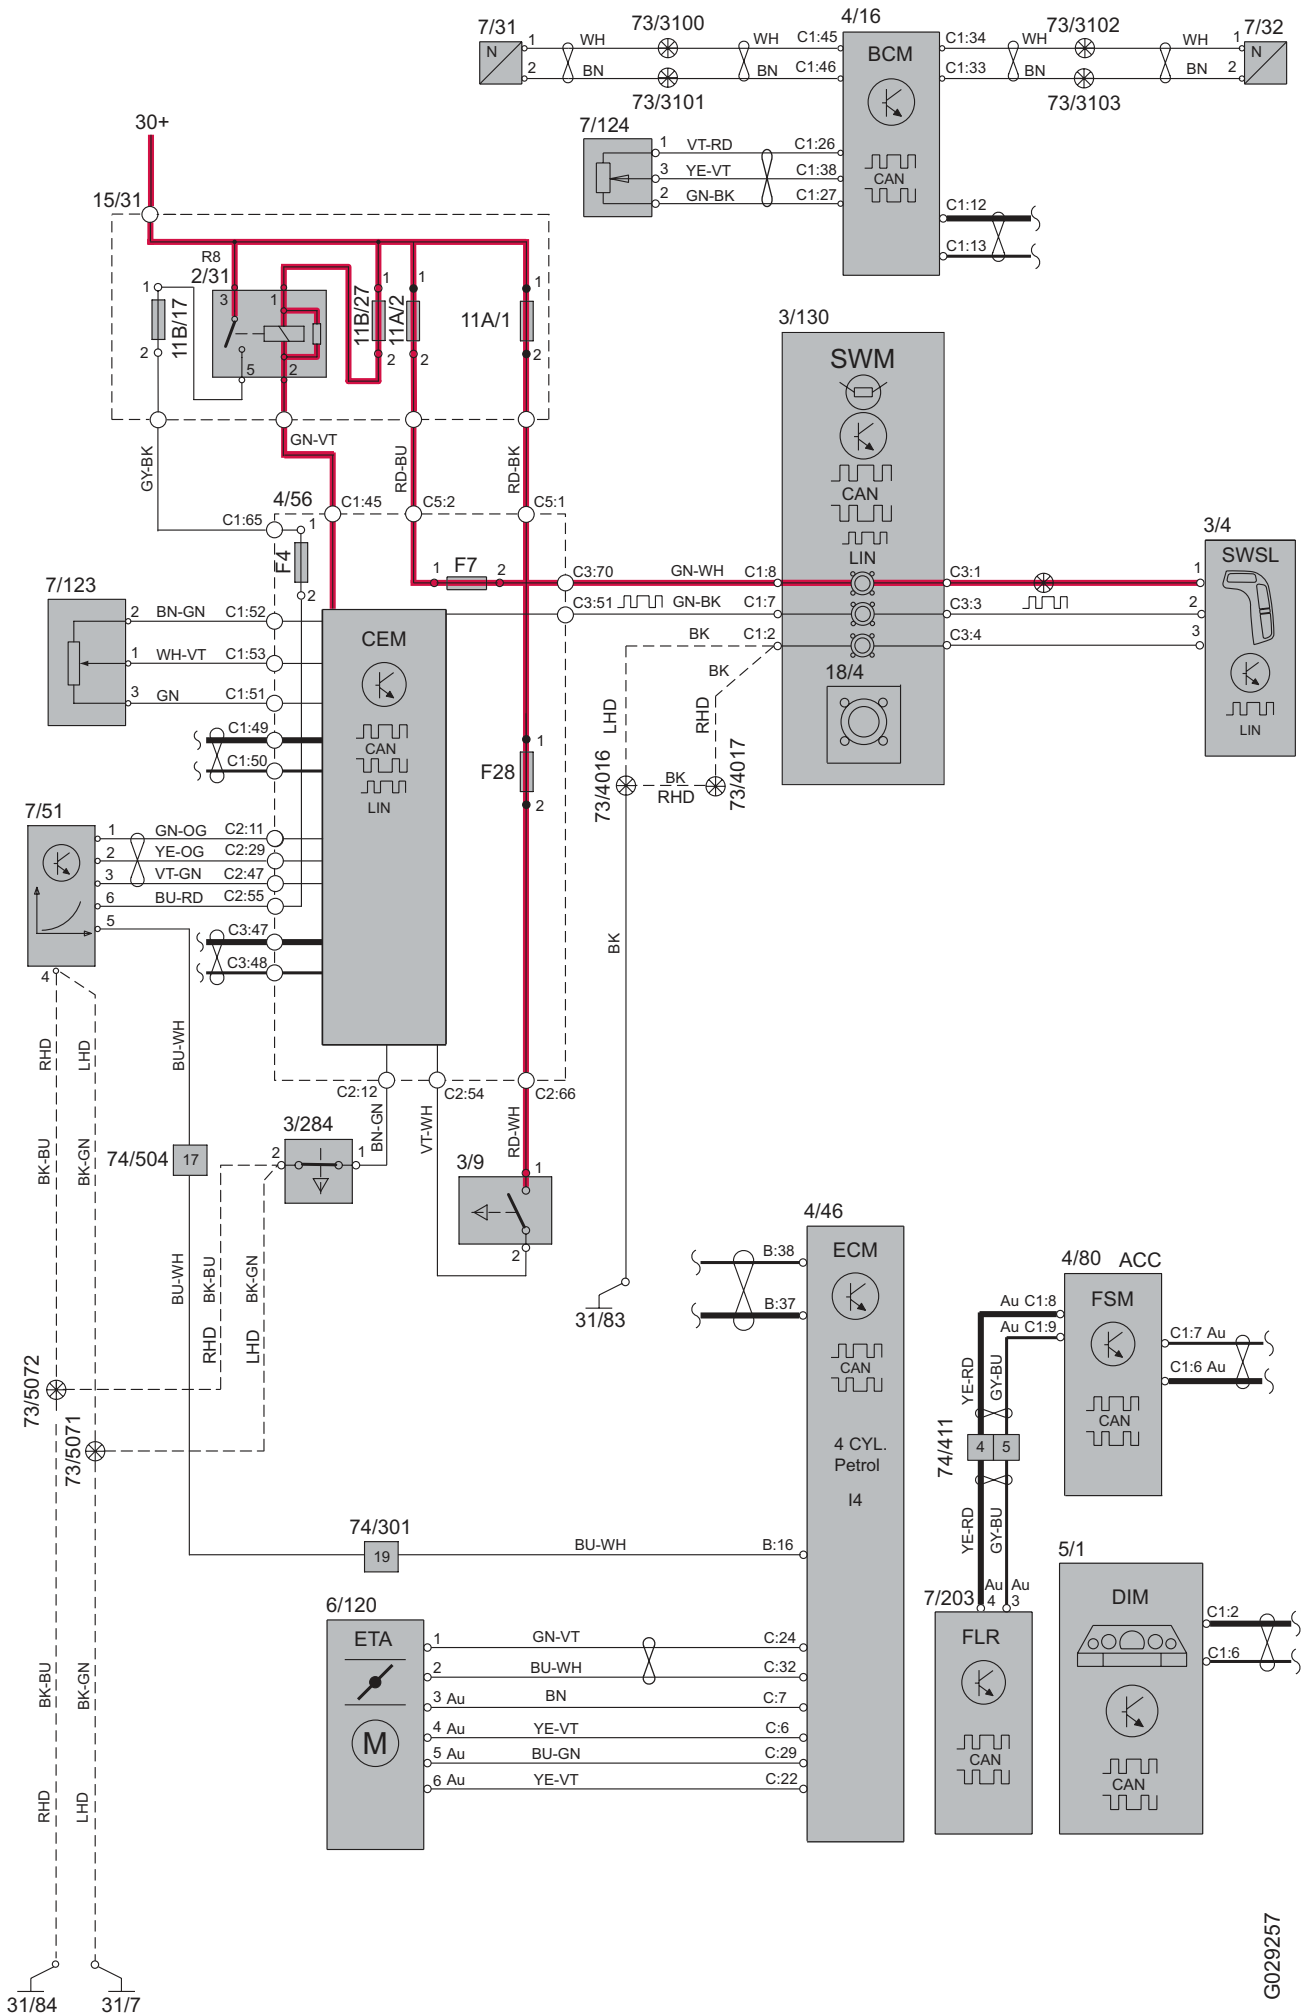 7/31
73/3100
4/16
73/3102
7/32
N
1
WH
WH
C1:45
BCM
C1:34
WH
WH
1
N
2
BN
BN
C1:46
C1:33
BN
BN
2
73/3101
73/3103
30+
7/124
1
VT-RD
C1:26
3
YE-VT
C1:38
CAN
2
GN-BK
C1:27
C1:12
C1:13
15/31
R8
2/31
1
11B/17
2
3
1
5
2
1
11B/27
2
1
11A/2
2
11A/1
1
2
3/130
SWM
CAN
LIN
GY-BK
GN-VT
RD-BU
RD-BK
4/56
C1:45
C5:2
C5:1
C1:65
1
F4
2
1
F7
2
C3:70
GN-WH
C1:8
C3:1
1
3/4
SWSL
LIN
C3:51
GN-BK
C1:7
C3:3
2
BK
C1:2
C3:4
3
BK
18/4
LHD
RHD
73/4016
BK
RHD
73/4017
7/123
2
BN-GN
C1:52
CEM
1
WH-VT
C1:53
3
GN
C1:51
C1:49
C1:50
CAN
LIN
1
F28
2
7/51
1
GN-OG
C2:11
2
YE-OG
C2:29
3
VT-GN
C2:47
6
BU-RD
C2:55
5
C3:47
C3:48
4
BK
RHD
LHD
BU-WH
C2:12
C2:54
C2:66
BN-GN
VT-WH
RD-WH
BK-BU
BK-GN
74/504
17
3/284
2
1
3/9
1
2
BU-WH
RHD
BK-BU
LHD
BK-GN
31/83
4/46
ECM
B:38
B:37
CAN
4 CYL.
Petrol
I4
4/80
ACC
FSM
Au C1:8
Au C1:9
C1:7 Au
C1:6 Au
CAN
YE-RD
GY-BU
74/411
4
5
YE-RD
GY-BU
73/5072
73/5071
74/301
19
BU-WH
B:16
5/1
DIM
C1:2
C1:6
CAN
7/203
Au
4
Au
3
FLR
CAN
6/120
ETA
M
1
GN-VT
C:24
2
BU-WH
C:32
3 Au
BN
C:7
4 Au
YE-VT
C:6
5 Au
BU-GN
C:29
6 Au
YE-VT
C:22
BK-BU
BK-GN
RHD
LHD
31/84
31/7
G029257